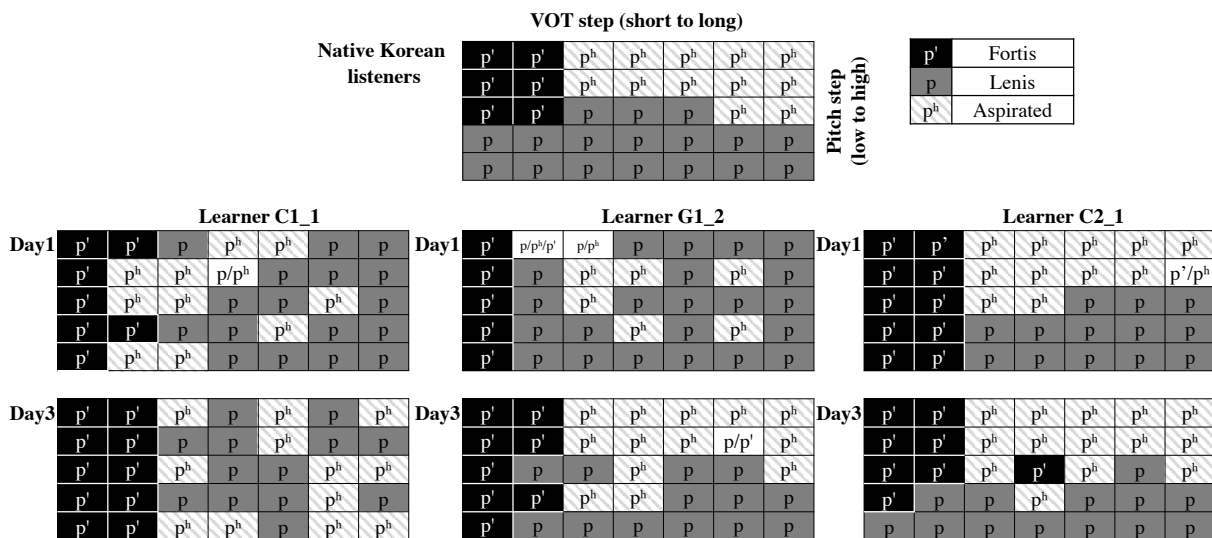 VOT step (short to long)
Native Korean listeners
p' p' pʰ pʰ pʰ pʰ pʰ
p' p' pʰ pʰ pʰ pʰ pʰ
p' p' p p p pʰ pʰ
p p p p p p p
p p p p p p p
Pitch step (low to high)
p' Fortis
p Lenis
pʰ Aspirated
Learner C1_1
Day1
p' p' p pʰ pʰ p p
p' pʰ pʰ p/pʰ p p p
p' pʰ pʰ p p pʰ p
p' p' p p pʰ p p
p' pʰ pʰ p p p p
Learner G1_2
Day1
p' p/pʰ/p' p/pʰ p p p p
p' p pʰ pʰ p pʰ p
p' p pʰ p p p p
p' p p pʰ p pʰ p
p' p p p p p p
Learner C2_1
Day1
p' p’ pʰ pʰ pʰ pʰ pʰ
p' p' pʰ pʰ pʰ pʰ p’/pʰ
p' p' pʰ pʰ p p p
p' p' p p p p p
p' p' p p p p p
Day3
p' p' pʰ p pʰ p pʰ
p' p' p p pʰ p p
p' p' pʰ p p pʰ pʰ
p' p' p p p pʰ p
p' p' pʰ pʰ p pʰ pʰ
Day3
p' p' pʰ pʰ pʰ pʰ pʰ
p' p' pʰ pʰ pʰ p/p' pʰ
p' p p pʰ p p pʰ
p' p' pʰ pʰ p p p
p' p p p p p p
Day3
p' p' pʰ pʰ pʰ pʰ pʰ
p' p' pʰ pʰ pʰ pʰ pʰ
p' p' pʰ p' pʰ p pʰ
p' p p pʰ p p p
p p p p p p p